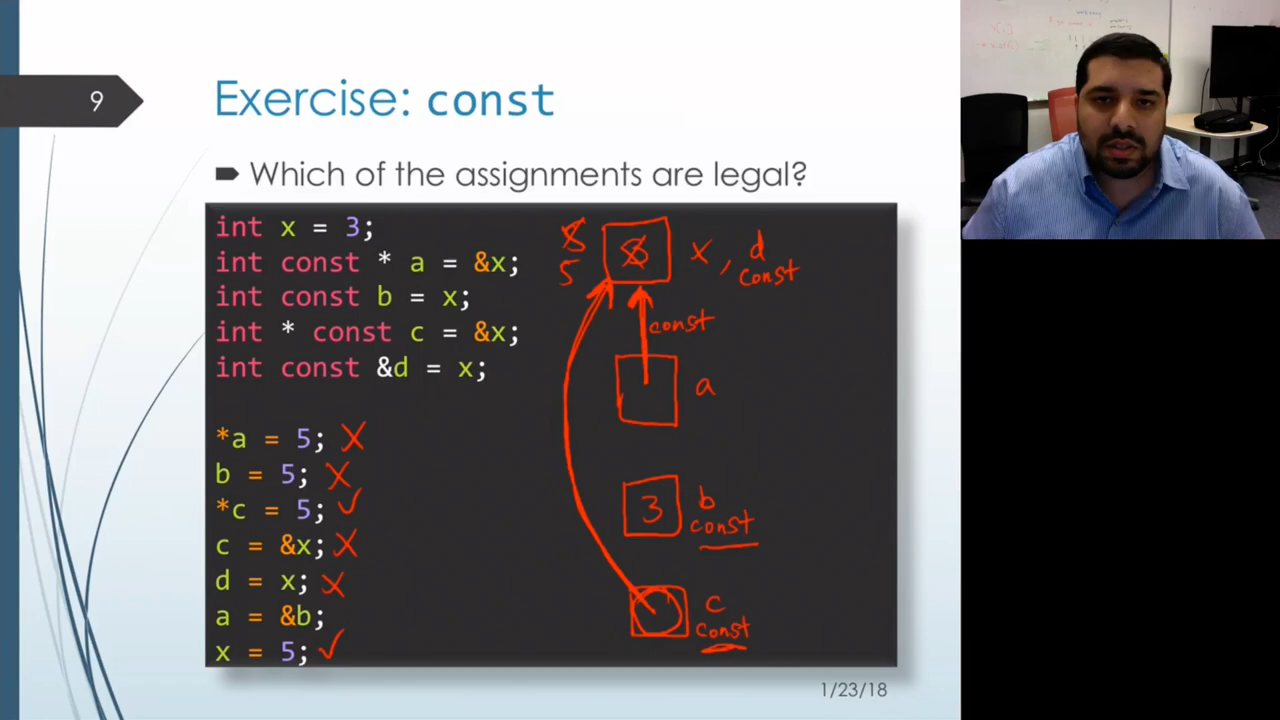 9
Exercise: const
Which of the assignments are legal?
int x = 3;
int const * a = &x;
int const b = x;
int * const c = &x;
int const &d = x;
*a = 5; X
b = 5; X
*c = 5; ✓
c = &x; X
d = x; X
a = &b;
x = 5; ✓
5
x, d
const
const
a
3 b
const
c
const
1/23/18